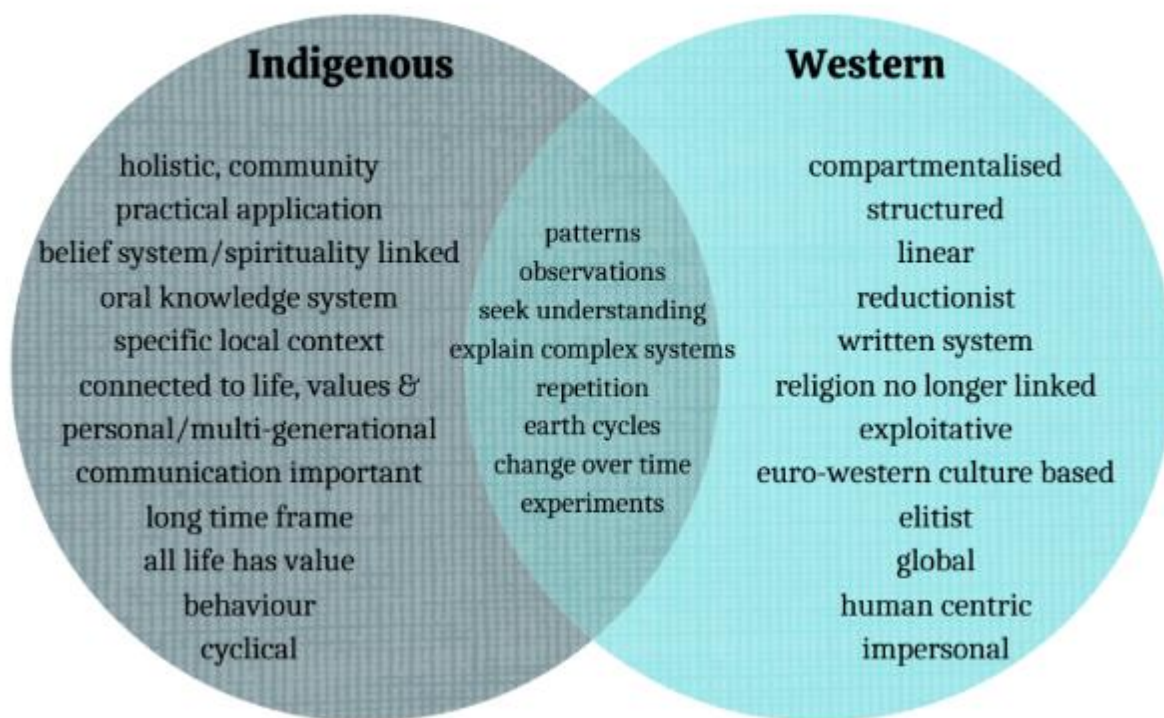 Indigenous
holistic, community
practical application
belief system/spirituality linked
oral knowledge system
specific local context
connected to life, values &
personal/multi-generational
communication important
long time frame
all life has value
behaviour
cyclical
patterns
observations
seek understanding
explain complex systems
repetition
earth cycles
change over time
experiments
Western
compartmentalised
structured
linear
reductionist
written system
religion no longer linked
exploitative
euro-western culture based
elitist
global
human centric
impersonal